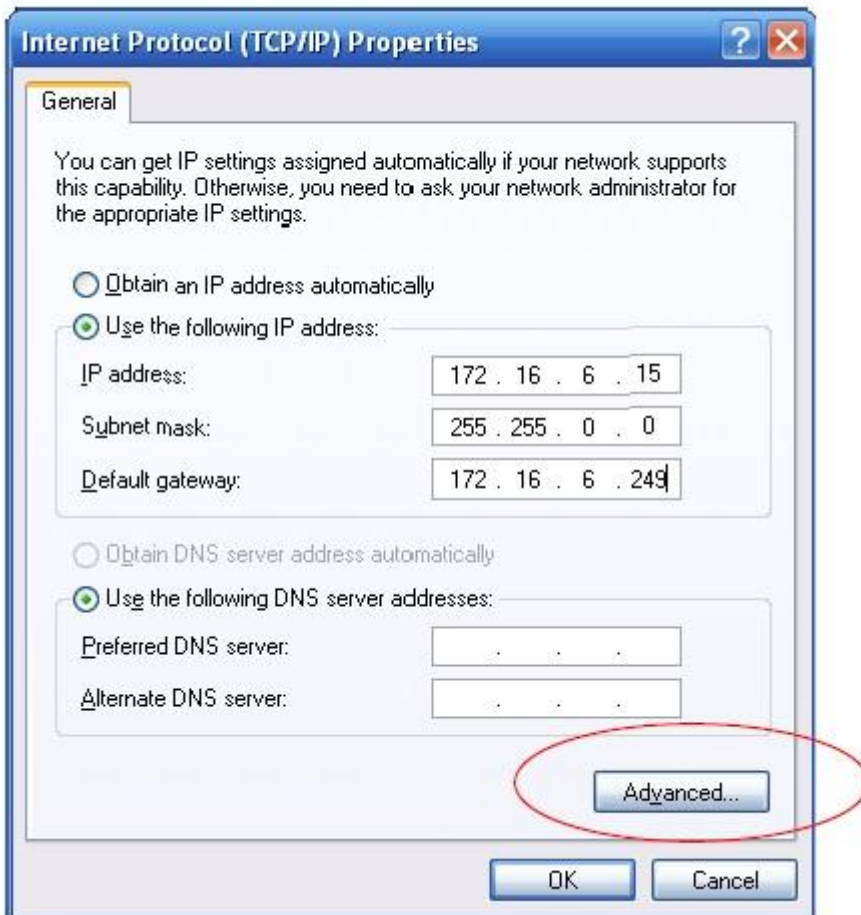 Internet Protocol (TCP/IP) Properties
General
You can get IP settings assigned automatically if your network supports
this capability. Otherwise, you need to ask your network administrator for
the appropriate IP settings.
Obtain an IP address automatically
Use the following IP address:
IP address: 172 . 16 . 6 . 15
Subnet mask: 255 . 255 . 0 . 0
Default gateway: 172 . 16 . 6 . 249
Obtain DNS server address automatically
Use the following DNS server addresses:
Preferred DNS server: . . .
Alternate DNS server: . . .
Advanced...
OK Cancel